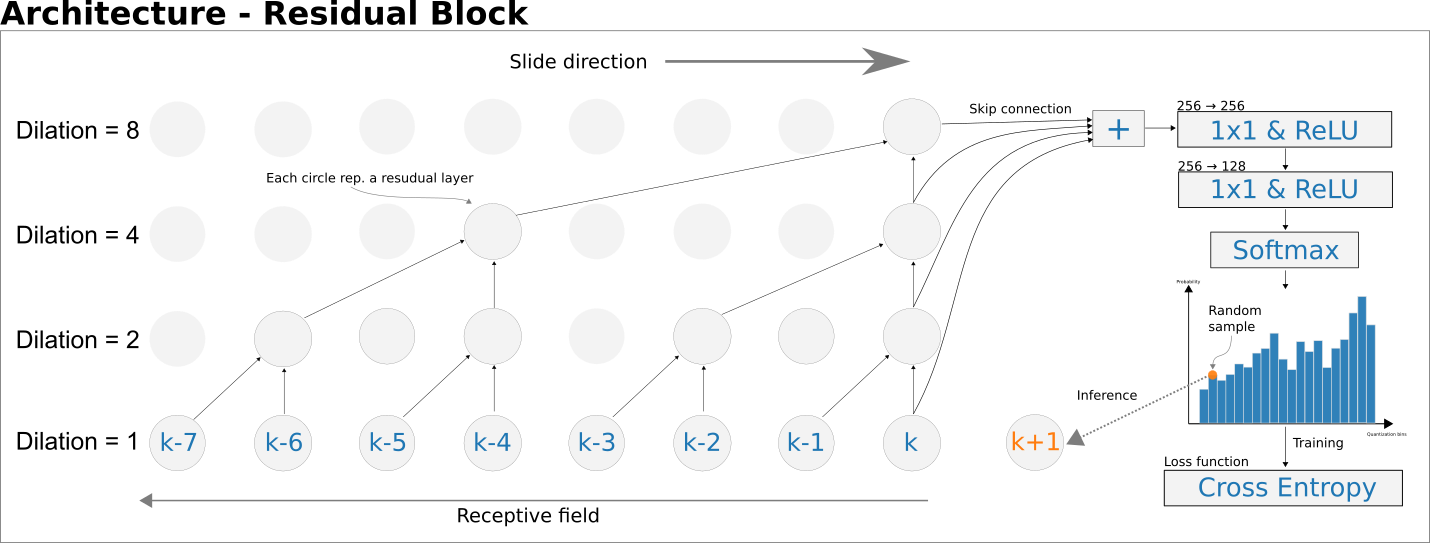 Architecture - Residual Block
Slide direction
Skip connection
256 → 256
Dilation = 8
+
1x1 & ReLU
256 → 128
Each circle rep. a resudual layer
1x1 & ReLU
Dilation = 4
Softmax
Probability
Random
sample
Dilation = 2
Inference
Quantization bins
Dilation = 1
k-7
k-6
k-5
k-4
k-3
k-2
k-1
k
k+1
Training
Loss function
Cross Entropy
Receptive field